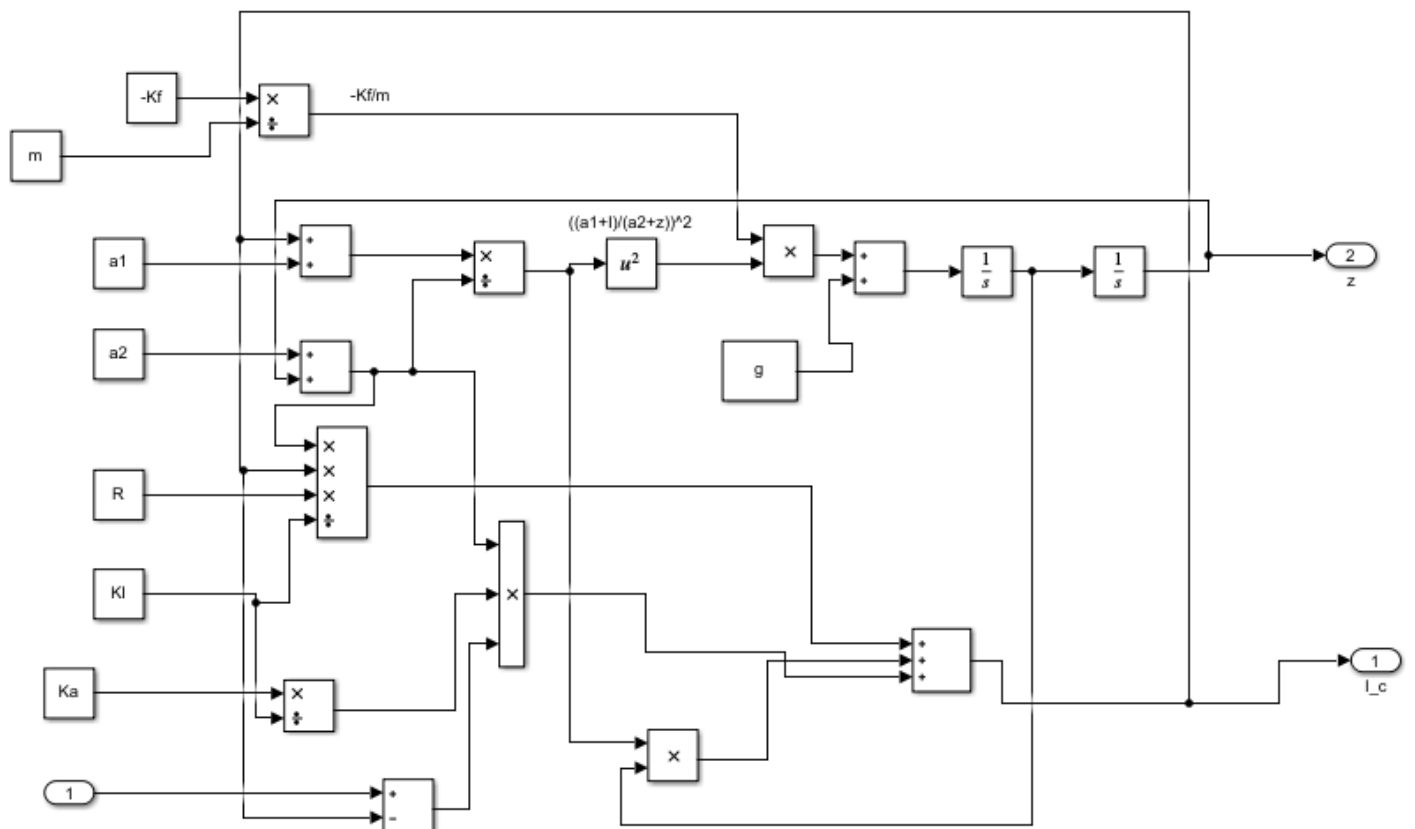 -Kf
×
÷
-Kf/m
m
((a1+I)/(a2+z))^2
a1
+
+
×
÷
u²
×
+
+
1
s
1
s
2
z
a2
+
+
g
×
×
×
÷
R
KI
×
Ka
×
÷
+
+
+
1
I_c
×
1
+
-